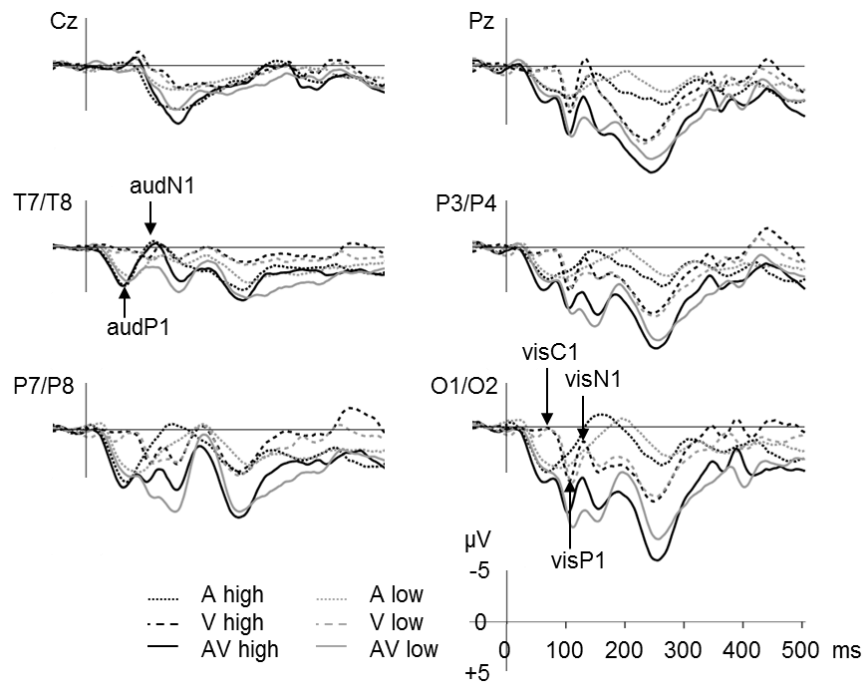 Cz
Pz
T7/T8
audN1
audP1
P3/P4
P7/P8
visC1
visN1
O1/O2
visP1
µV
-5
0
+5
0 100 200 300 400 500 ms
A high A low
V high V low
AV high AV low